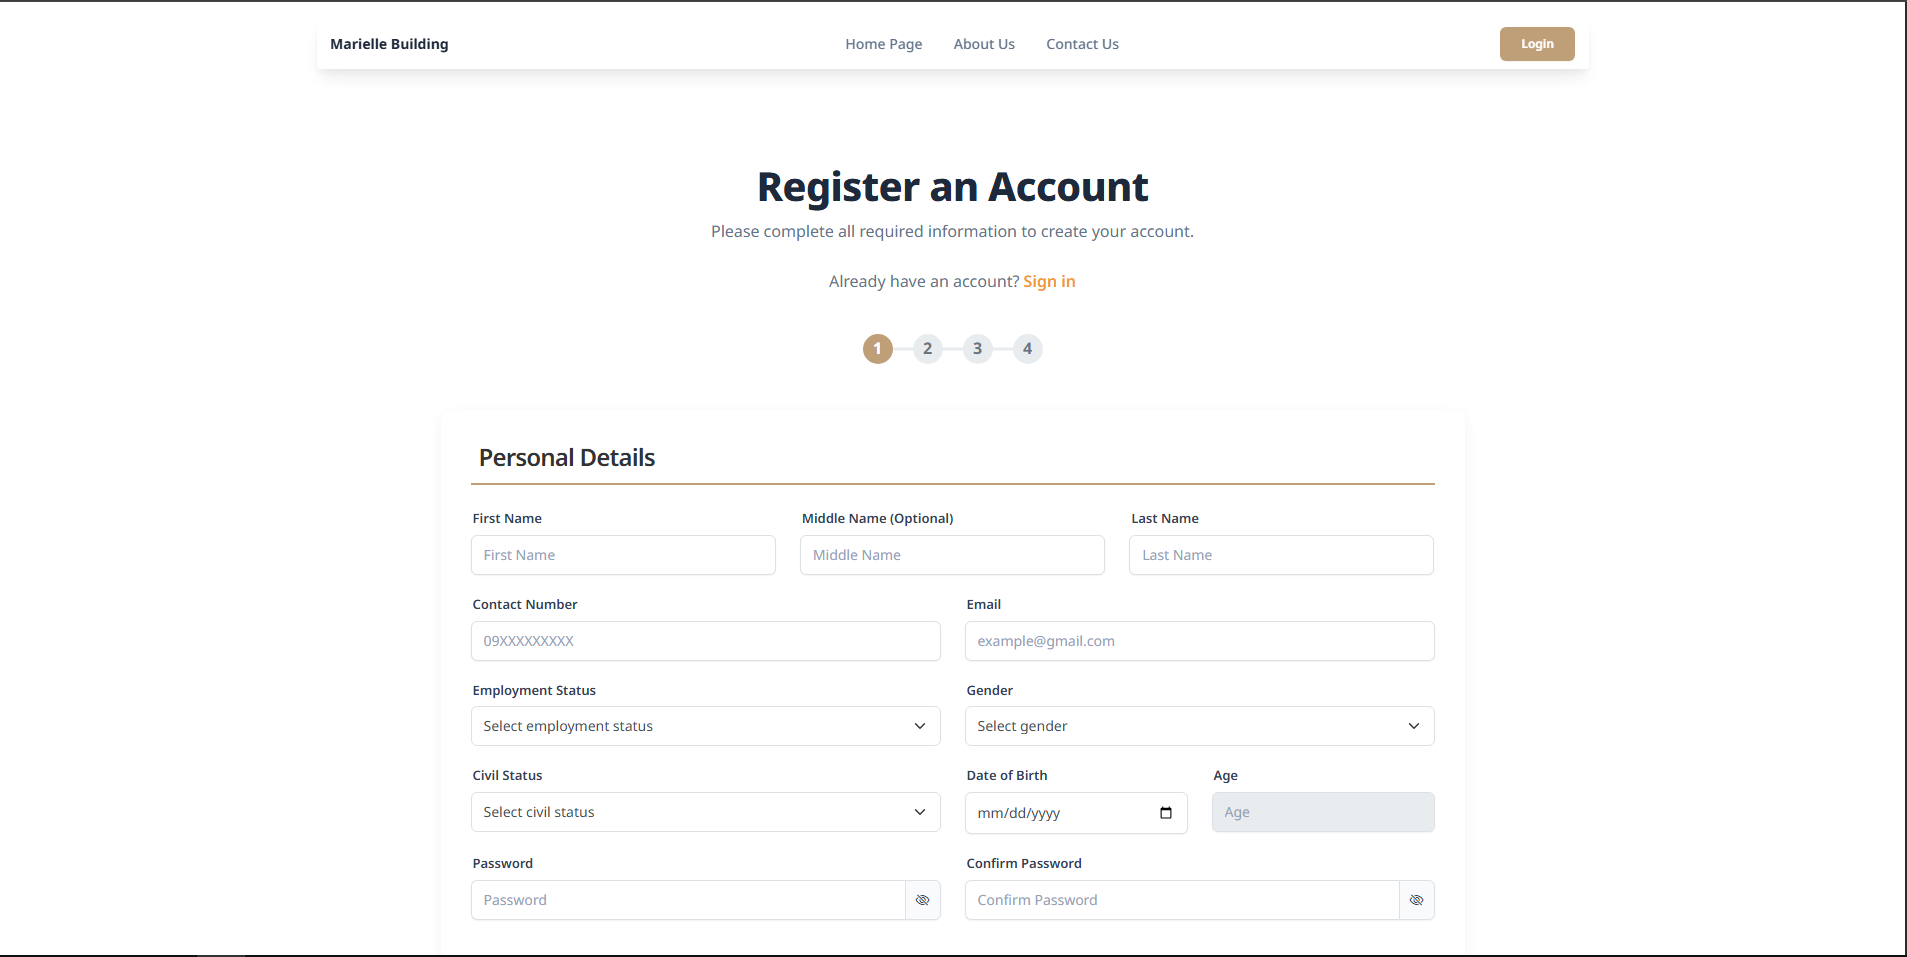 Marielle Building Home Page About Us Contact Us Login
Register an Account
Please complete all required information to create your account.
Already have an account? Sign in
1 2 3 4
Personal Details
First Name Middle Name (Optional) Last Name
First Name Middle Name Last Name
Contact Number Email
09XXXXXXXXX example@gmail.com
Employment Status Gender
Select employment status Select gender
Civil Status Date of Birth Age
Select civil status mm/dd/yyyy Age
Password Confirm Password
Password Confirm Password